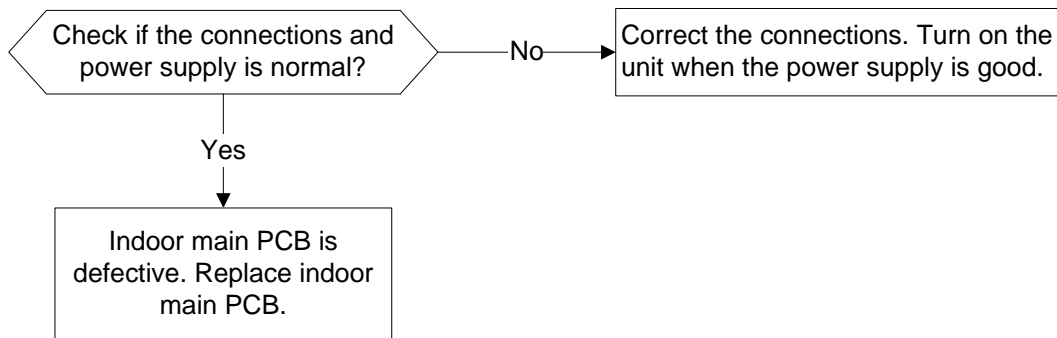 Check if the connections and
power supply is normal?
No
Correct the connections. Turn on the
unit when the power supply is good.
Yes
Indoor main PCB is
defective. Replace indoor
main PCB.